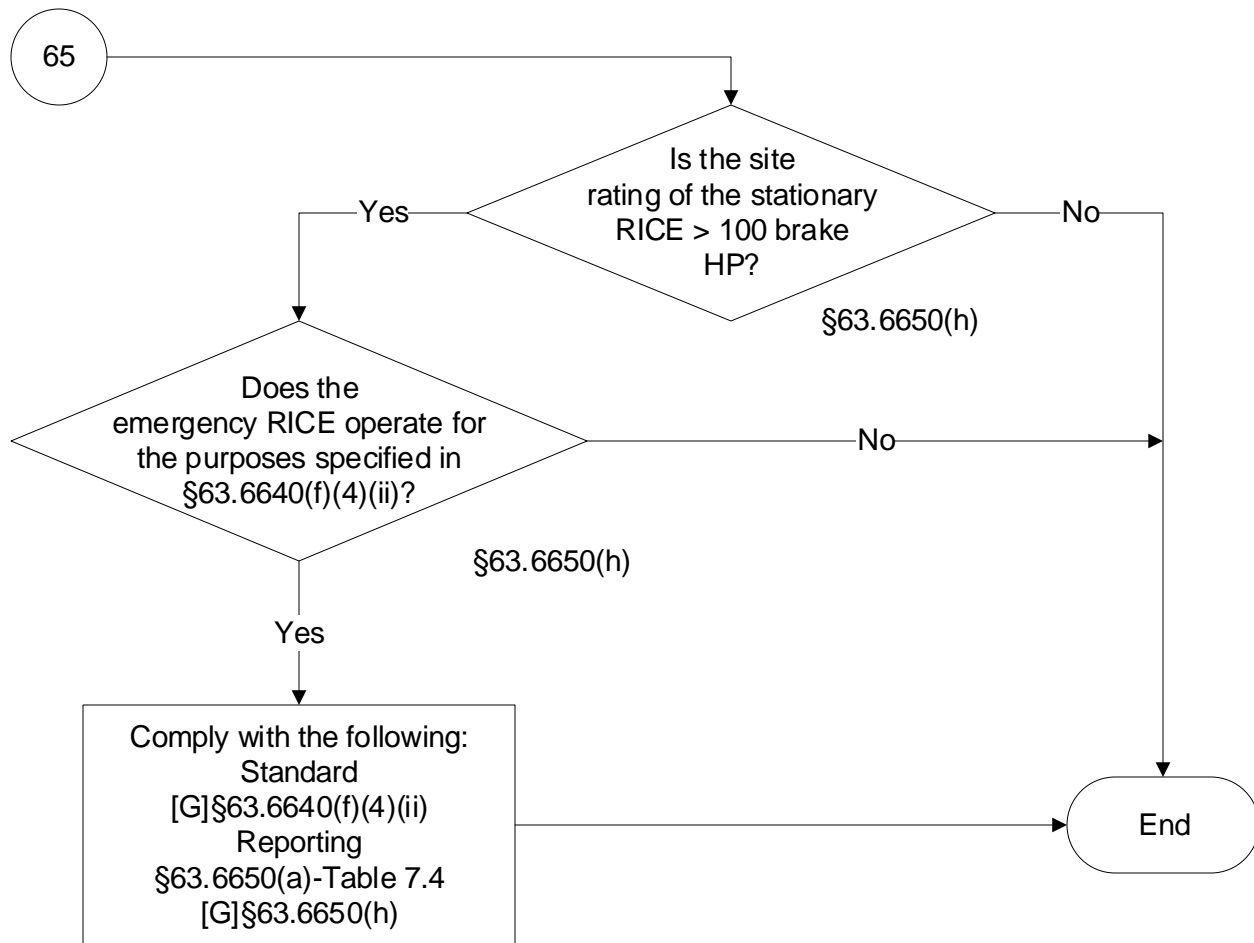 65
Is the site
rating of the stationary
RICE > 100 brake
HP?
Yes
No
§63.6650(h)
Does the
emergency RICE operate for
the purposes specified in
§63.6640(f)(4)(ii)?
No
§63.6650(h)
Yes
Comply with the following:
Standard
[G]§63.6640(f)(4)(ii)
Reporting
§63.6650(a)-Table 7.4
[G]§63.6650(h)
End